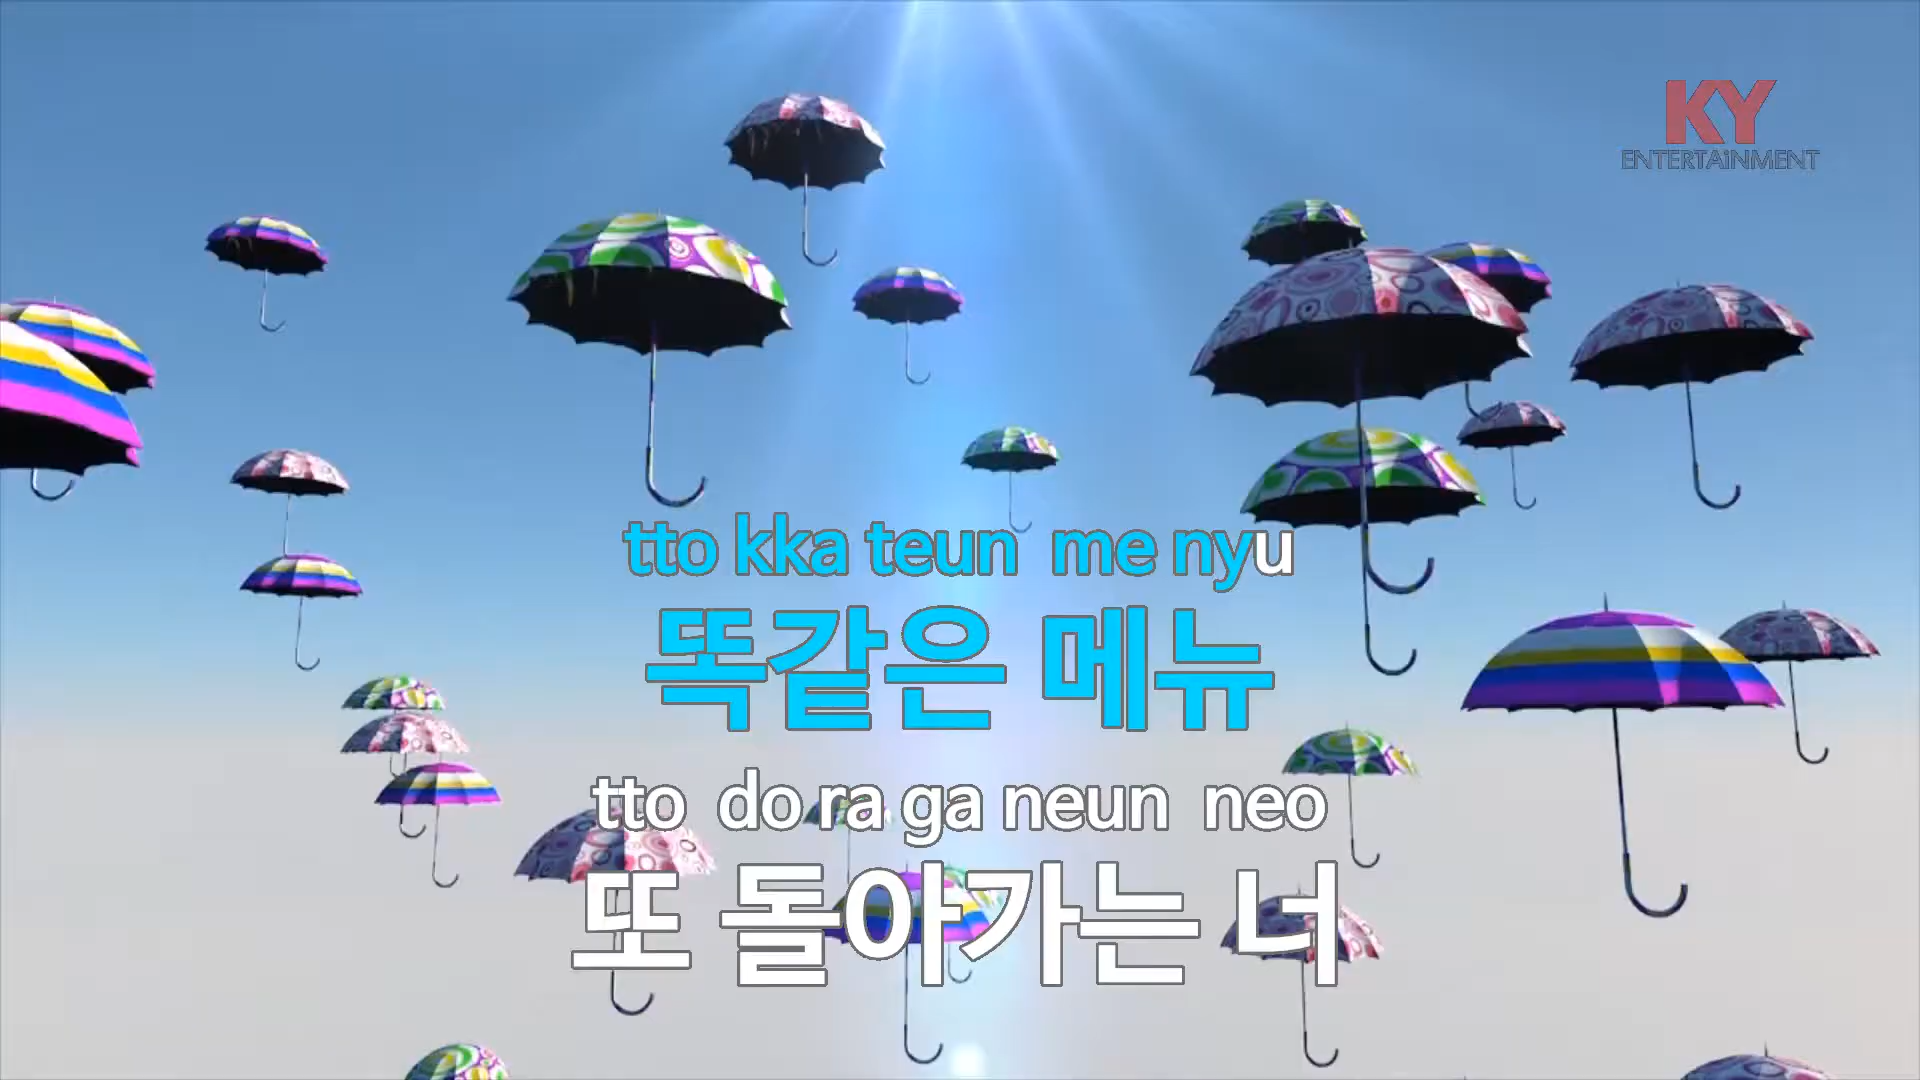 KY
ENTERTAiNMENT
tto kka teun me nyu
똑같은 메뉴
tto do ra ga neun neo
또 돌아가는 너